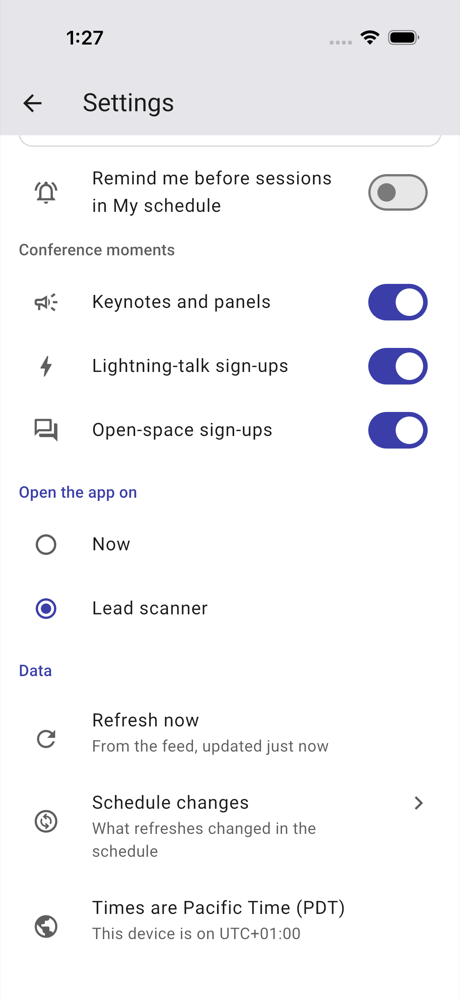 1:27
Settings
Remind me before sessions
in My schedule
Conference moments
Keynotes and panels
Lightning-talk sign-ups
Open-space sign-ups
Open the app on
Now
Lead scanner
Data
Refresh now
From the feed, updated just now
Schedule changes
What refreshes changed in the
schedule
Times are Pacific Time (PDT)
This device is on UTC+01:00